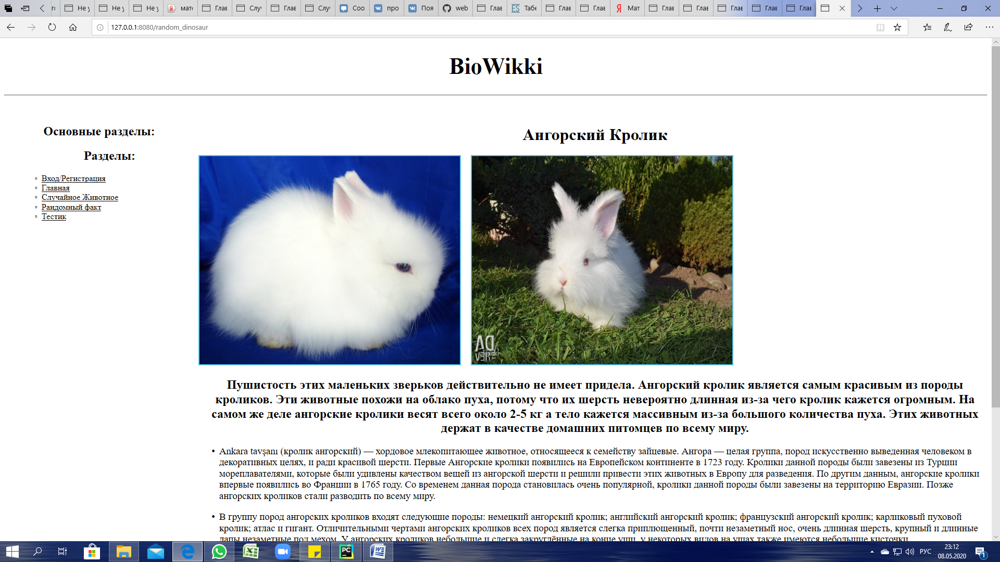 Не у
Не у
Не у
мате
Глав
Случ
Глав
Случ
Соо
про
Поя
web
Глав
ES Табе
Глав
Глав
Мат
Глав
Глав
Глав
Глав
Глав
127.0.0.1:8080/random_dinosaur
BioWikki
Основные разделы:
Разделы:
Вход/Регистрация
Главная
Случайное Животное
Рандомный факт
Тестик
Ангорский Кролик
Пушистость этих маленьких зверьков действительно не имеет придела. Ангорский кролик является самым красивым из породы
кроликов. Эти животные похожи на облако пуха, потому что их шерсть невероятно длинная из-за чего кролик кажется огромным. На
самом же деле ангорские кролики весят всего около 2-5 кг а тело кажется массивным из-за большого количества пуха. Этих животных
держат в качестве домашних питомцев по всему миру.
• Ankara tavşanı (кролик ангорский) — хордовое млекопитающее животное, относящееся к семейству зайцевые. Ангора — целая группа, пород искусственно выведенная человеком в
декоративных целях, и ради красивой шерсти. Первые Ангорские кролики появились на Европейском континенте в 1723 году. Кролики данной породы были завезены из Турции
мореплавателями, которые были удивлены качеством вещей из ангорской шерсти и решили привести этих животных в Европу для разведения. По другим данным, ангорские кролики
впервые появились во Франции в 1765 году. Со временем данная порода становилась очень популярной, кролики данной породы были завезены на территорию Евразии. Позже
ангорских кроликов стали разводить по всему миру.
• В группу пород ангорских кроликов входят следующие породы: немецкий ангорский кролик; английский ангорский кролик; французский ангорский кролик; карликовый пуховой
кролик; атлас и гигант. Отличительными чертами ангорских кроликов всех пород является слегка приплющенный, почти незаметный нос, очень длинная шерсть, крупный и длинные
лапы незаметные под мехом. У ангорских кроликов небольшие и слегка закруглённые на конце уши, у некоторых видов на ушах также имеются небольшие кисточки.
РУС
23:12
08.05.2020
1